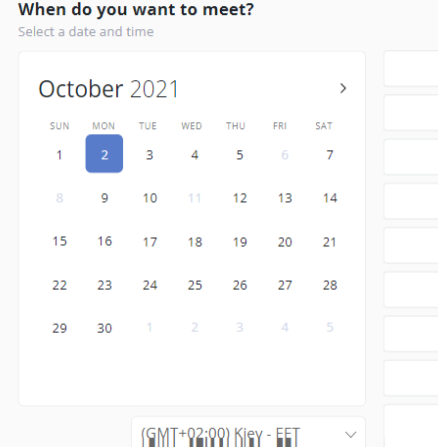 When do you want to meet?
Select a date and time
October 2021
SUN MON TUE WED THU FRI SAT
1 2 3 4 5 6 7
8 9 10 11 12 13 14
15 16 17 18 19 20 21
22 23 24 25 26 27 28
29 30 1 2 3 4 5
(GMT+02:00) Kiev - EET